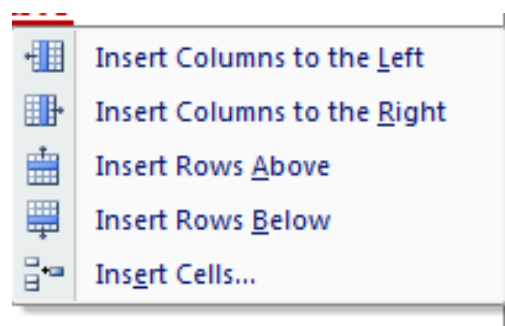 Insert Columns to the Left
Insert Columns to the Right
Insert Rows Above
Insert Rows Below
Insert Cells...